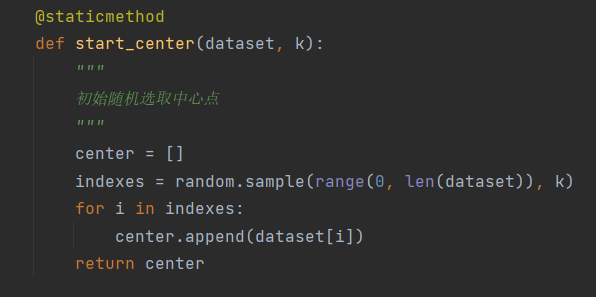 @staticmethod
def start_center(dataset, k):
    """
    初始随机选取中心点
    """
    center = []
    indexes = random.sample(range(0, len(dataset)), k)
    for i in indexes:
        center.append(dataset[i])
    return center